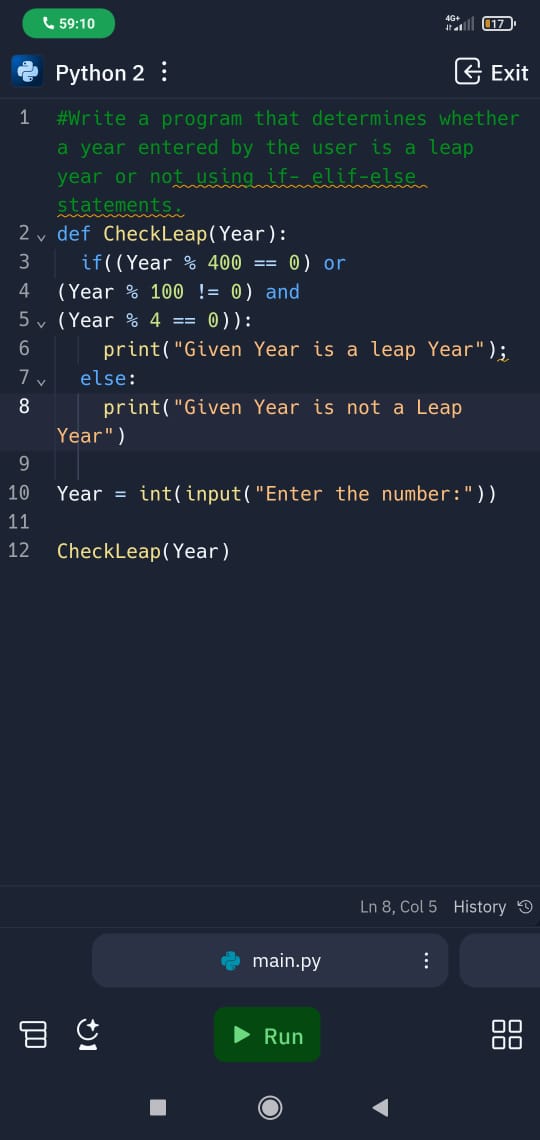 59:10
4G+
17
Python 2
Exit
1 #Write a program that determines whether
a year entered by the user is a leap
year or not using if- elif-else
statements.
2 def CheckLeap(Year):
3 if((Year % 400 == 0) or
4 (Year % 100 != 0) and
5 (Year % 4 == 0)):
6 print("Given Year is a leap Year");
7 else:
8 print("Given Year is not a Leap
Year")
9
10 Year = int(input("Enter the number:"))
11
12 CheckLeap(Year)
Ln 8, Col 5 History
main.py
Run